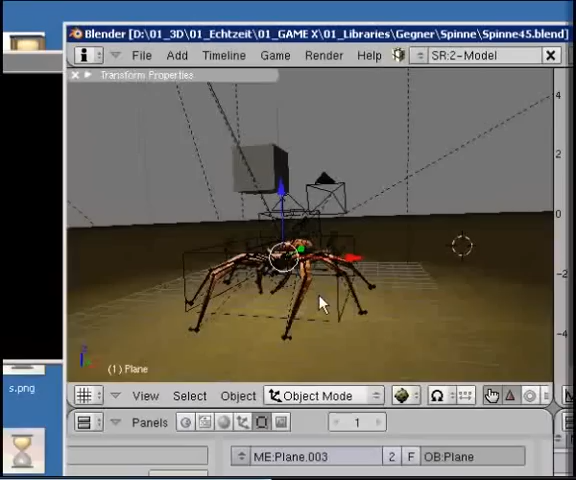 Blender [D:\01_3D\01_Echtzeit\01_GAME X\01_Libraries\Gegner\Spinne\Spinne45.blend]
File Add Timeline Game Render Help SR:2-Model
Transform Properties
4
2
0
-2
-4
(1) Plane
View Select Object Object Mode
Panels 1
s.png
ME:Plane.003 2 F OB:Plane